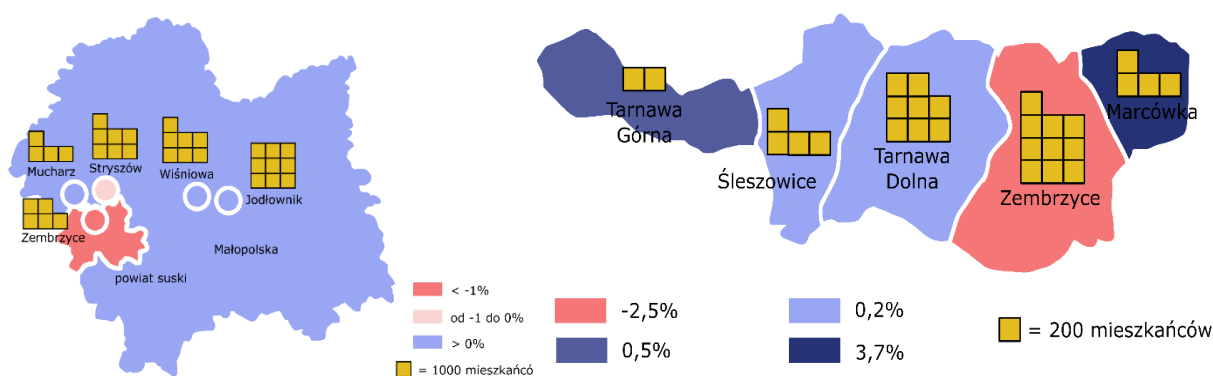 Mucharz
Stryszów
Wiśniowa
Jodłownik
Zembrzyce
Małopolska
powiat suski
< -1%
od -1 do 0%
> 0%
= 1000 mieszkańcó
Tarnawa
Górna
Śleszowice
Tarnawa
Dolna
Zembrzyce
Marcówka
-2,5%
0,2%
0,5%
3,7%
= 200 mieszkańców